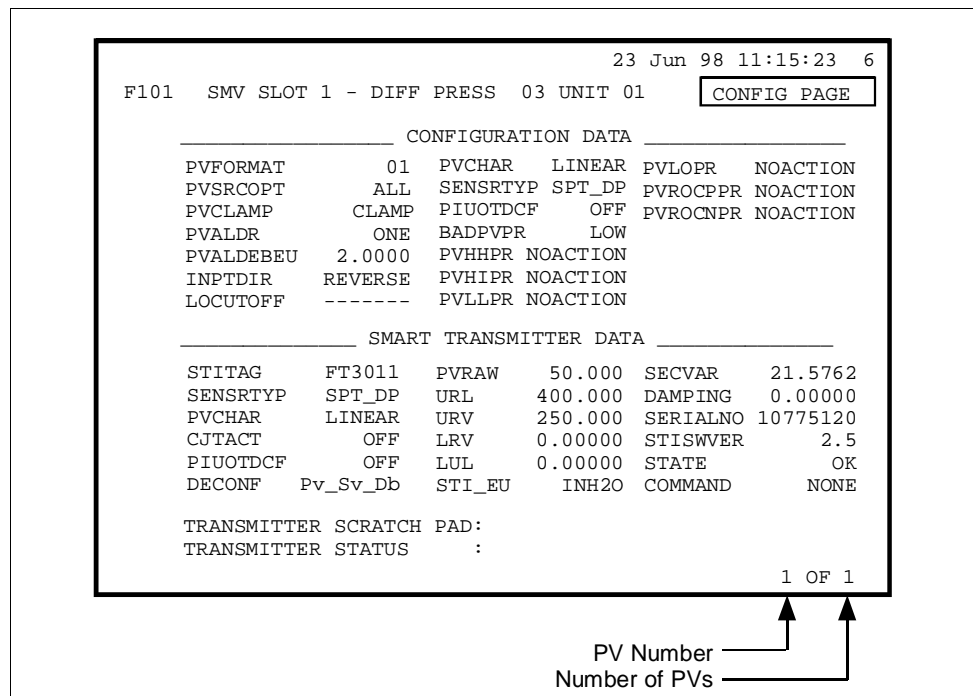 23 Jun 98 11:15:23 6
F101 SMV SLOT 1 - DIFF PRESS 03 UNIT 01 CONFIG PAGE
CONFIGURATION DATA
PVFORMAT 01 PVCHAR LINEAR PVLOPR NOACTION
PVSRCOPT ALL SENSRTYP SPT_DP PVROCPPR NOACTION
PVCLAMP CLAMP PIUOTDCF OFF PVROCNPR NOACTION
PVALDR ONE BADPVPR LOW
PVALDEBEU 2.0000 PVHHPR NOACTION
INPTDIR REVERSE PVHIPR NOACTION
LOCUTOFF ------- PVLLPR NOACTION
SMART TRANSMITTER DATA
STITAG FT3011 PVRAW 50.000 SECVAR 21.5762
SENSRTYP SPT_DP URL 400.000 DAMPING 0.00000
PVCHAR LINEAR URV 250.000 SERIALNO 10775120
CJTACT OFF LRV 0.00000 STISWVER 2.5
PIUOTDCF OFF LUL 0.00000 STATE OK
DECONF Pv_Sv_Db STI_EU INH2O COMMAND NONE
TRANSMITTER SCRATCH PAD:
TRANSMITTER STATUS :
1 OF 1
PV Number
Number of PVs